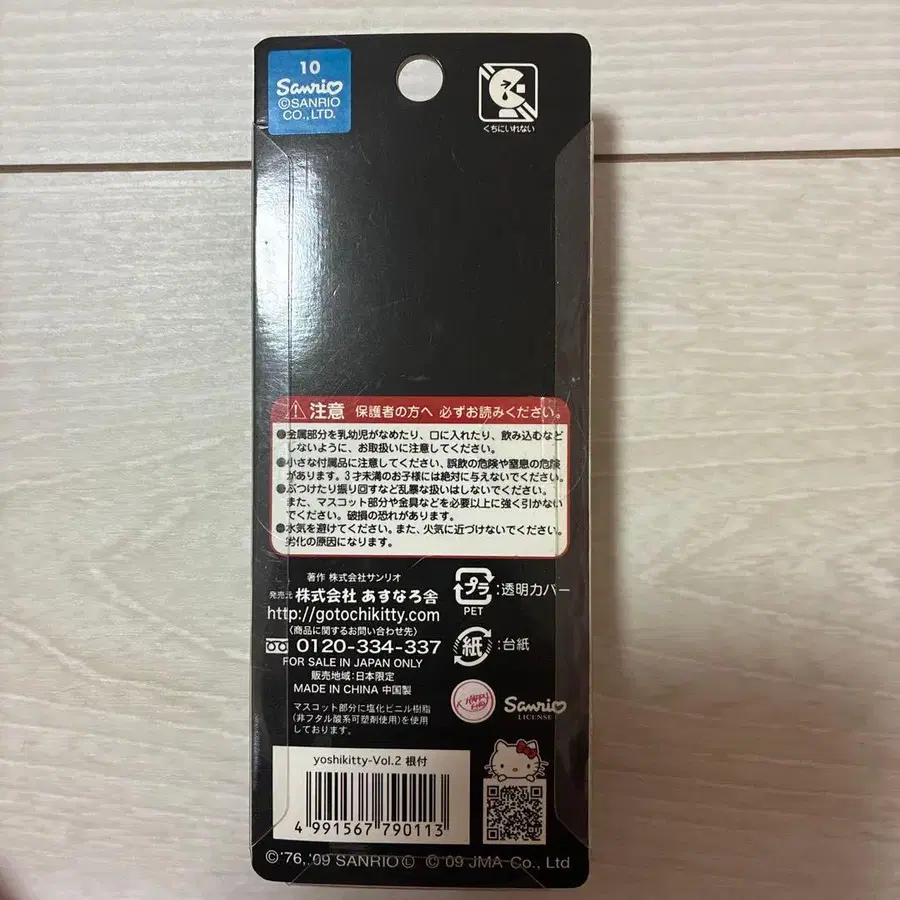 10
Sanrio
©SANRIO
CO.,LTD.
くちにいれない
注意 保護者の方へ 必ずお読みください。
●金属部分を乳幼児がなめたり、口に入れたり、飲み込むなど
しないように、お取扱いに注意してください。
●小さな付属品に注意してください、誤飲の危険や窒息の危険
があります。3才未満のお子様には絶対に与えないでください。
●ぶつけたり振り回すなど乱暴な扱いはしないでください。
また、マスコット部分や金具などを必要以上に強く引かない
でください。破損の恐れがあります。
●水気を避けてください。また、火気に近づけないでください。
劣化の原因になります。
著作 株式会社サンリオ
発売元 株式会社 あすなろ舎
http://gotochikitty.com
〈商品に関するお問い合わせ先〉
0120-334-337
FOR SALE IN JAPAN ONLY
販売地域:日本限定
MADE IN CHINA 中国製
マスコット部分に塩化ビニル樹脂
(非フタル酸系可塑剤使用)を使用
しております。
プラ :透明カバー
PET
紙 :台紙
Sanrio
LICENSE
yoshikitty-Vol.2 根付
4 991567 790113
©'76,'09 SANRIO Ⓛ © '09 JMA Co., Ltd